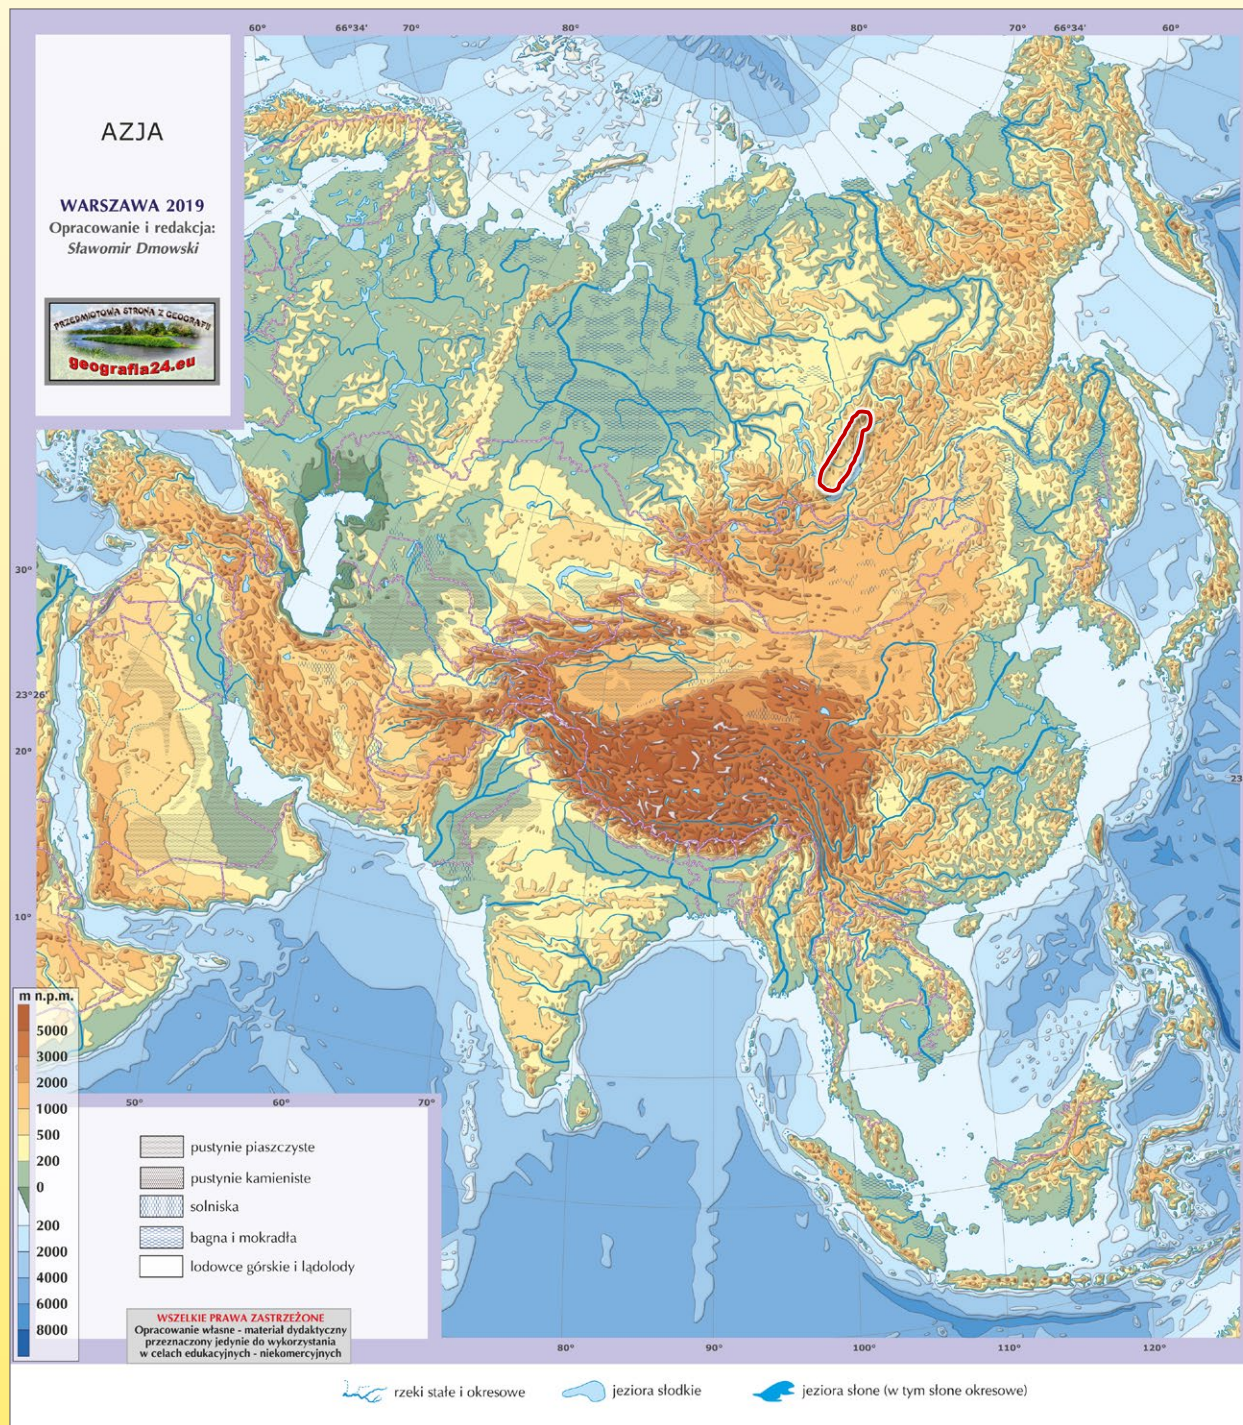 60° 66°34' 70° 80° 80° 70° 66°34' 60°
AZJA
WARSZAWA 2019
Opracowanie i redakcja:
Sławomir Dmowski
PRZEDMIOTOWA STRONA Z GEOGRAFII
geografia24.eu
30°
23°26'
20°
23
10°
m n.p.m.
5000
3000
2000
1000
500
200
0
200
2000
4000
6000
8000
50° 60° 70°
pustynie piaszczyste
pustynie kamieniste
solniska
bagna i mokradła
lodowce górskie i lądolody
WSZELKIE PRAWA ZASTRZEŻONE
Opracowanie własne - materiał dydaktyczny
przeznaczony jedynie do wykorzystania
w celach edukacyjnych - niekomercyjnych
80° 90° 100° 110° 120°
rzeki stałe i okresowe jeziora słodkie jeziora słone (w tym słone okresowe)